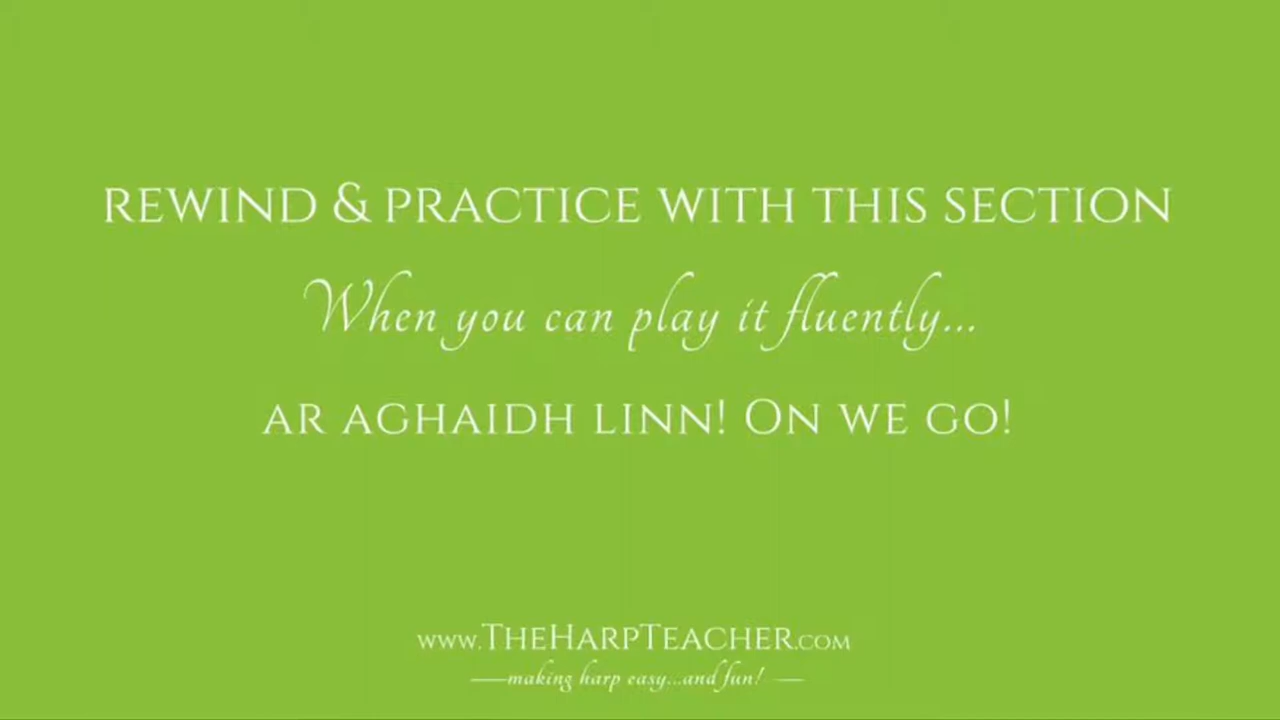 REWIND & PRACTICE WITH THIS SECTION
When you can play it fluently...
AR AGHAIDH LINN! ON WE GO!
www.TheHarpTeacher.com
making harp easy...and fun!